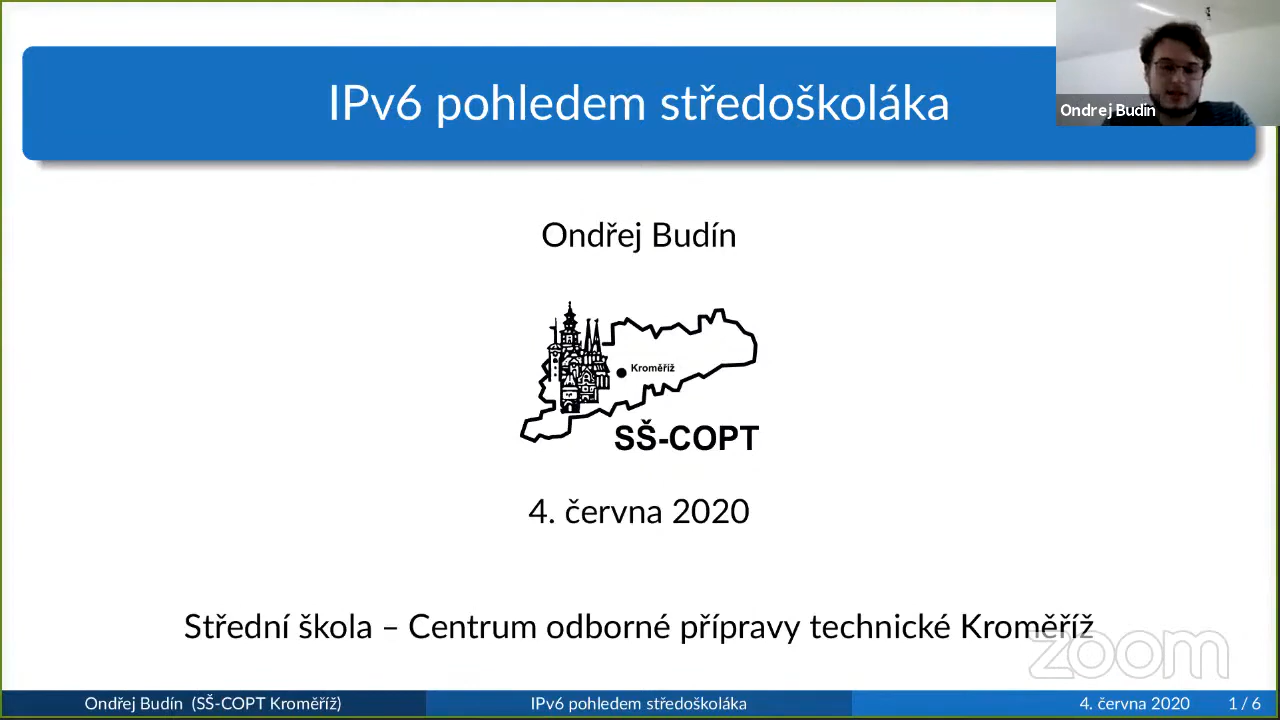 IPv6 pohledem středoškoláka
Ondrej Budin
Ondřej Budín
Kroměříž
SŠ-COPT
4. června 2020
Střední škola – Centrum odborné přípravy technické Kroměříž
zoom
Ondřej Budín (SŠ-COPT Kroměříž)
IPv6 pohledem středoškoláka
4. června 2020
1 / 6